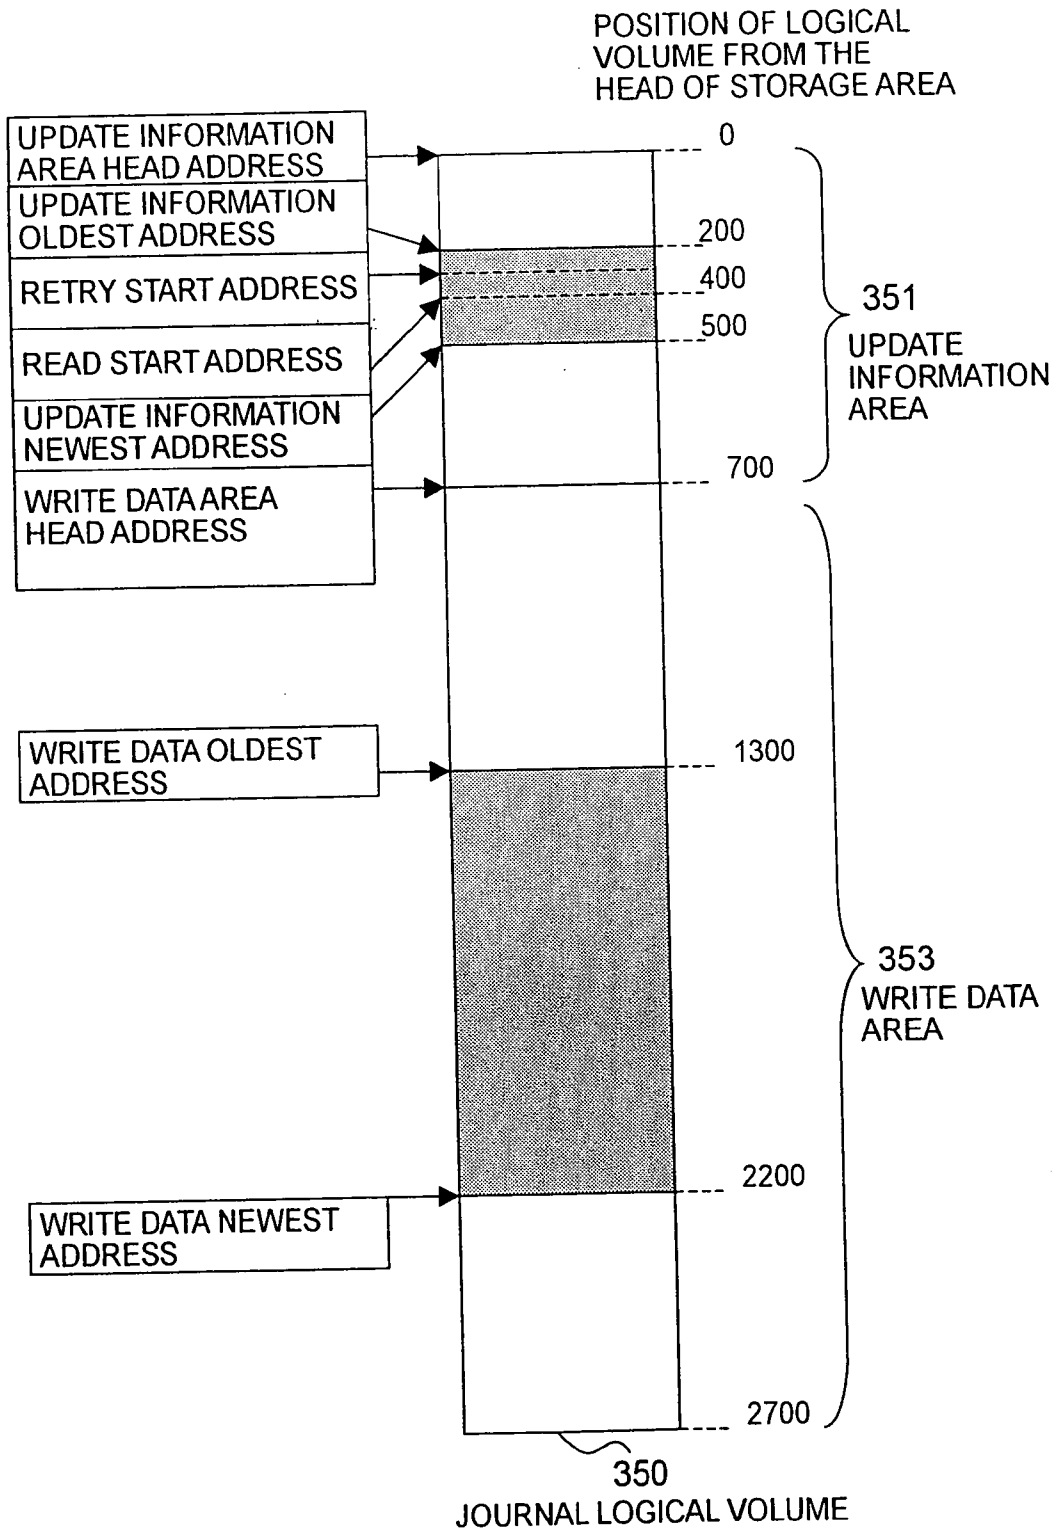 POSITION OF LOGICAL
VOLUME FROM THE
HEAD OF STORAGE AREA
0
UPDATE INFORMATION
AREA HEAD ADDRESS
UPDATE INFORMATION
OLDEST ADDRESS
200
RETRY START ADDRESS
400
351
500
READ START ADDRESS
UPDATE
INFORMATION
AREA
UPDATE INFORMATION
NEWEST ADDRESS
700
WRITE DATA AREA
HEAD ADDRESS
WRITE DATA OLDEST
ADDRESS
1300
353
WRITE DATA
AREA
2200
WRITE DATA NEWEST
ADDRESS
2700
350
JOURNAL LOGICAL VOLUME